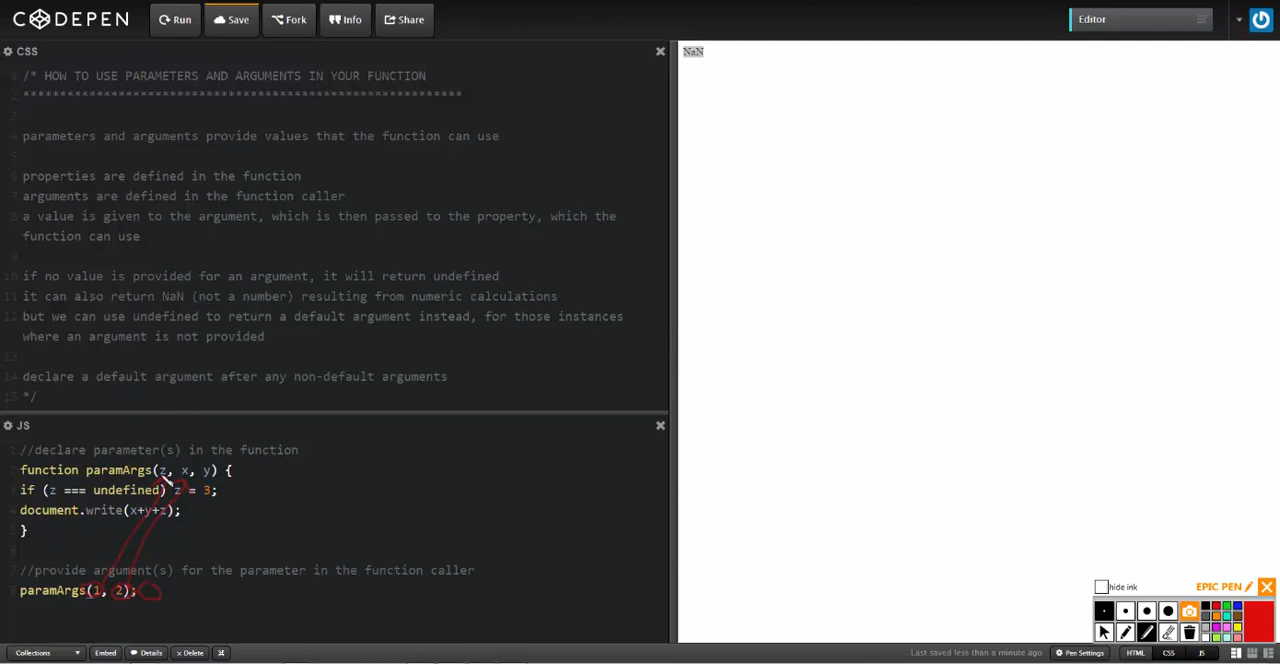 CODEPEN
Run
Save
Fork
Info
Share
Editor
CSS
/* HOW TO USE PARAMETERS AND ARGUMENTS IN YOUR FUNCTION
************************************************************
parameters and arguments provide values that the function can use
properties are defined in the function
arguments are defined in the function caller
a value is given to the argument, which is then passed to the property, which the
function can use
if no value is provided for an argument, it will return undefined
it can also return NaN (not a number) resulting from numeric calculations
but we can use undefined to return a default argument instead, for those instances
where an argument is not provided
declare a default argument after any non-default arguments
*/
NaN
JS
//declare parameter(s) in the function
function paramArgs(z, x, y) {
if (z === undefined) z = 3;
document.write(x+y+z);
}
//provide argument(s) for the parameter in the function caller
paramArgs(1, 2);
hide ink
EPIC PEN
Collections
Embed
Details
Delete
⌘
Last saved less than a minute ago
Pen Settings
HTML
CSS
JS